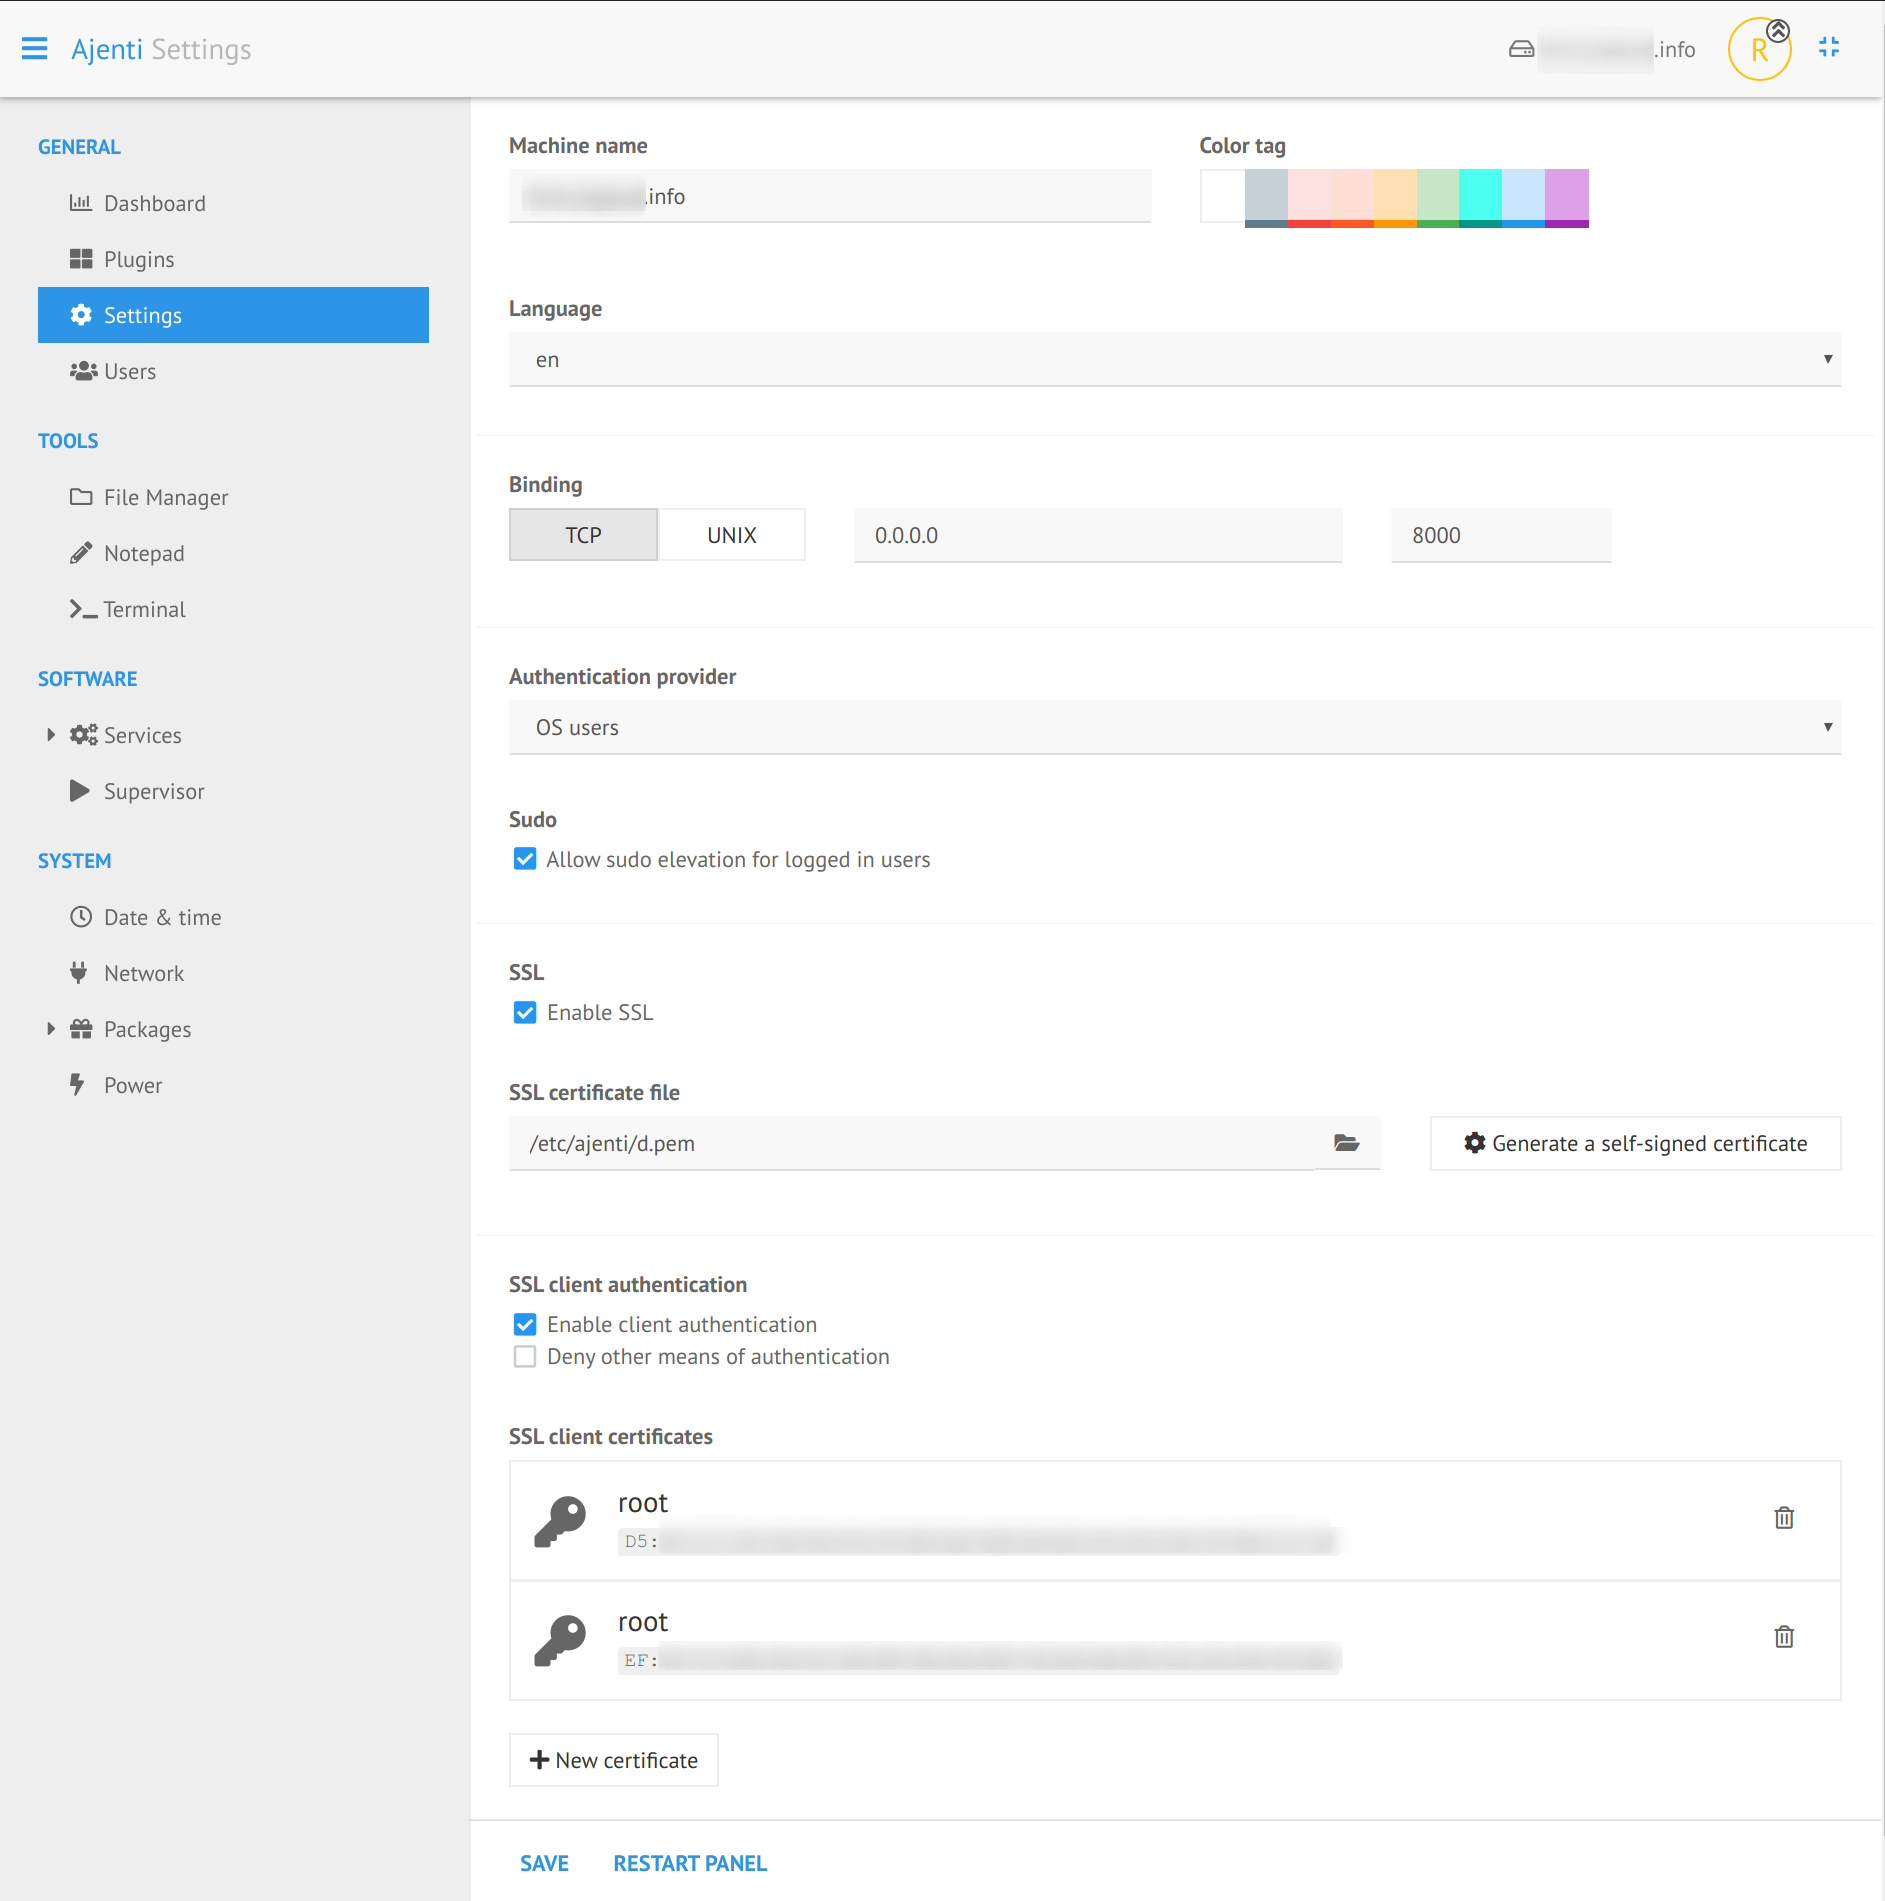 Ajenti Settings
.info
R
GENERAL
Dashboard
Plugins
Settings
Users
TOOLS
File Manager
Notepad
Terminal
SOFTWARE
Services
Supervisor
SYSTEM
Date & time
Network
Packages
Power
Machine name
.info
Color tag
Language
en
Binding
TCP
UNIX
0.0.0.0
8000
Authentication provider
OS users
Sudo
Allow sudo elevation for logged in users
SSL
Enable SSL
SSL certificate file
/etc/ajenti/d.pem
Generate a self-signed certificate
SSL client authentication
Enable client authentication
Deny other means of authentication
SSL client certificates
root
D5:
root
EF:
New certificate
SAVE
RESTART PANEL